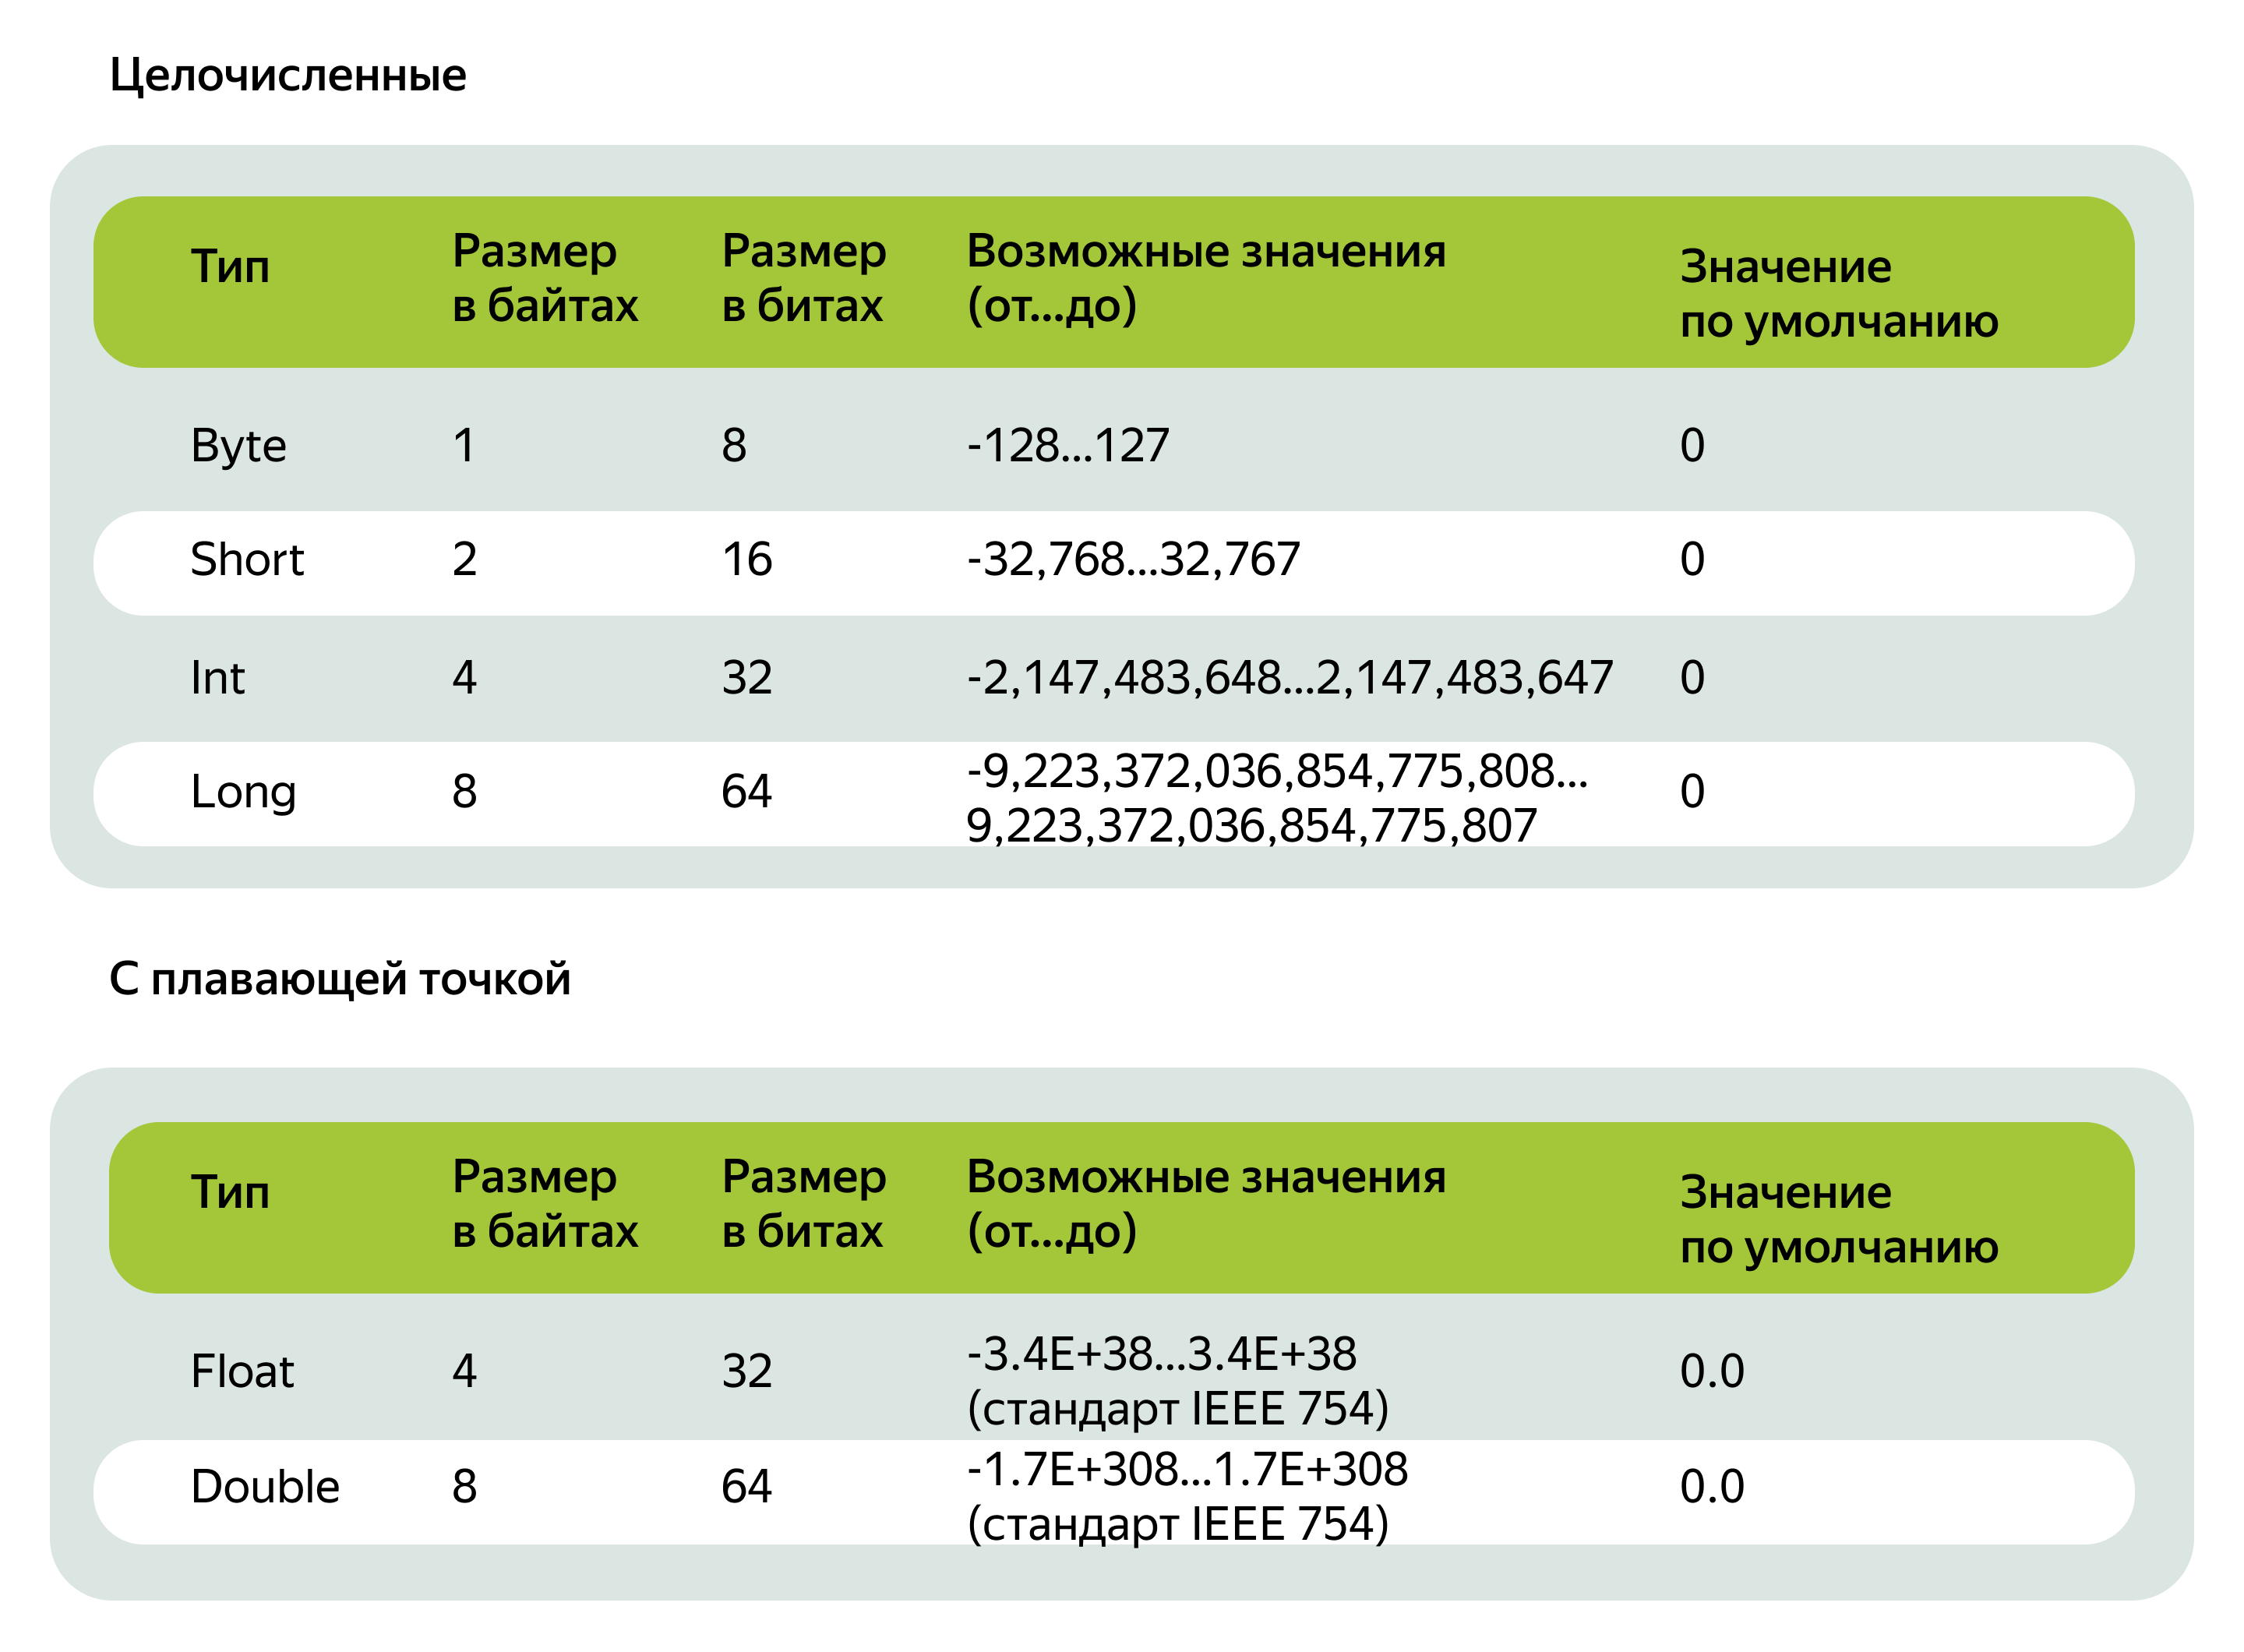 Целочисленные
Тип
Размер в байтах
Размер в битах
Возможные значения (от...до)
Значение по умолчанию
Byte 1 8 -128...127 0
Short 2 16 -32,768...32,767 0
Int 4 32 -2,147,483,648...2,147,483,647 0
Long 8 64 -9,223,372,036,854,775,808... 9,223,372,036,854,775,807 0
С плавающей точкой
Тип
Размер в байтах
Размер в битах
Возможные значения (от...до)
Значение по умолчанию
Float 4 32 -3.4E+38...3.4E+38 (стандарт IEEE 754) 0.0
Double 8 64 -1.7E+308...1.7E+308 (стандарт IEEE 754) 0.0